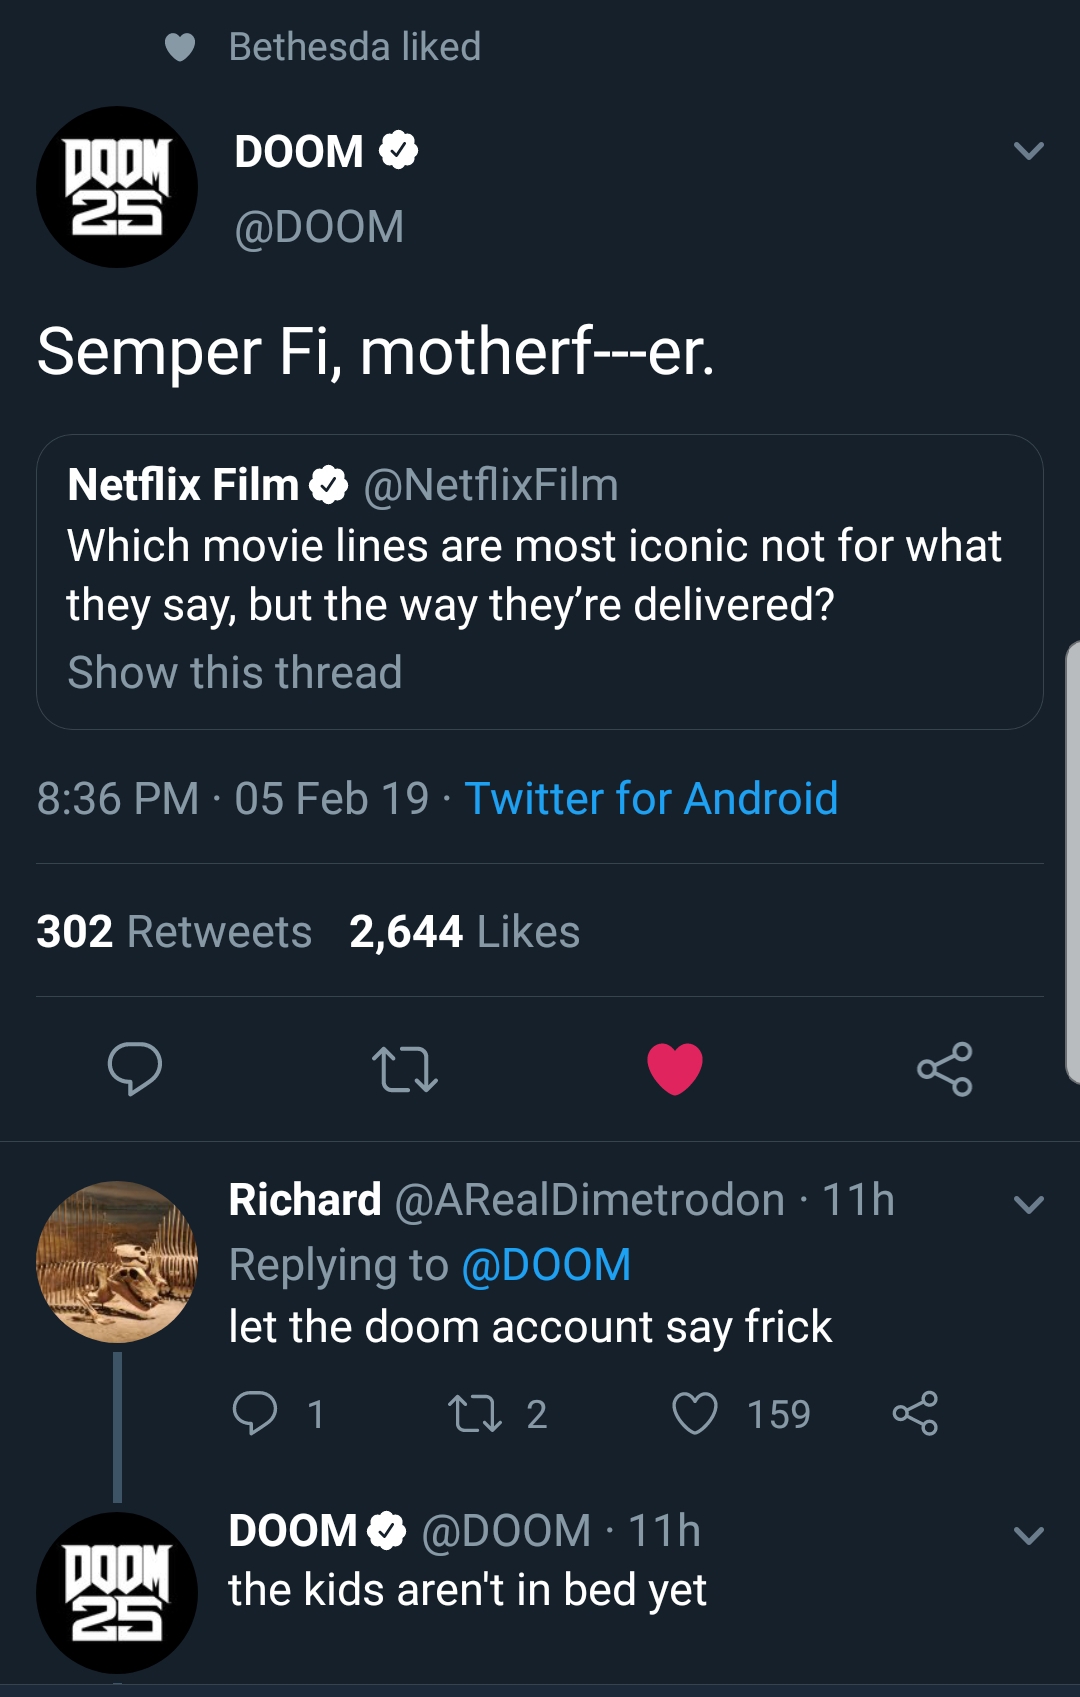 Bethesda liked
DOOM
25
DOOM
@DOOM
Semper Fi, motherf---er.
Netflix Film @NetflixFilm
Which movie lines are most iconic not for what
they say, but the way they’re delivered?
Show this thread
8:36 PM · 05 Feb 19 · Twitter for Android
302 Retweets 2,644 Likes
Richard @ARealDimetrodon · 11h
Replying to @DOOM
let the doom account say frick
1 2 159
DOOM
25
DOOM @DOOM · 11h
the kids aren't in bed yet